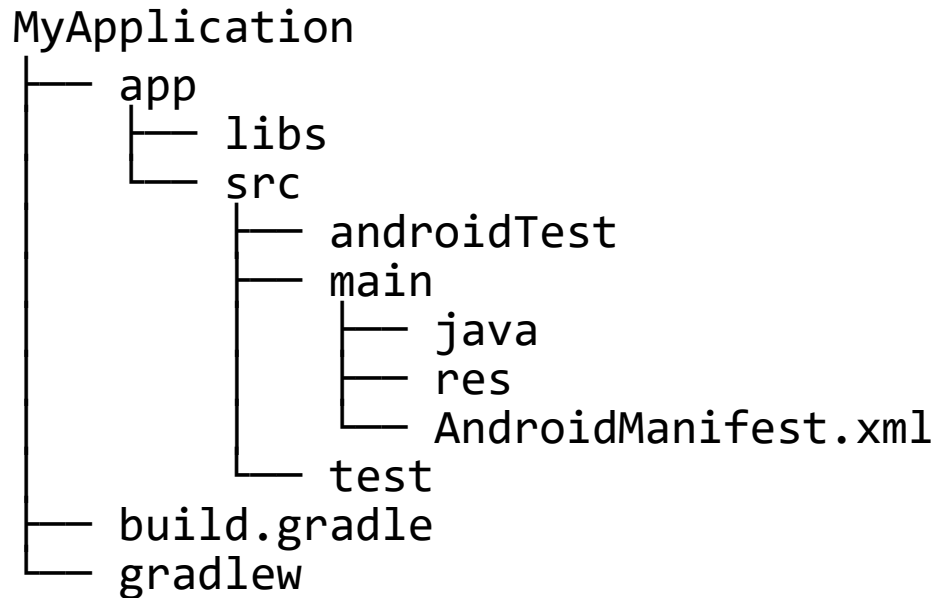 MyApplication
├── app
│   ├── libs
│   └── src
│       ├── androidTest
│       ├── main
│       │   ├── java
│       │   ├── res
│       │   └── AndroidManifest.xml
│       └── test
├── build.gradle
└── gradlew